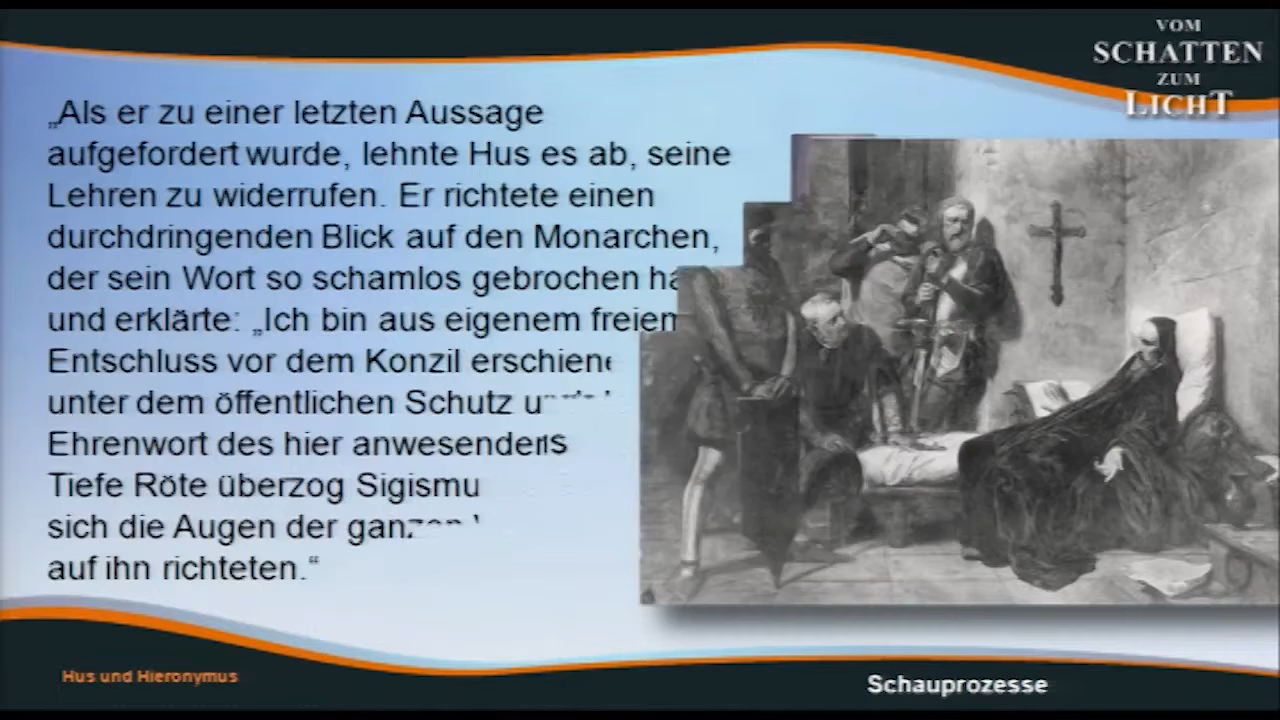 VOM
SCHATTEN
ZUM
LICHT
„Als er zu einer letzten Aussage
aufgefordert wurde, lehnte Hus es ab, seine
Lehren zu widerrufen. Er richtete einen
durchdringenden Blick auf den Monarchen,
der sein Wort so schamlos gebrochen
und erklärte: „Ich bin aus eigenem freiem
Entschluss vor dem Konzil
unter dem öffentlichen Schutz
Ehrenwort des hier
Tiefe Röte überzog
sich die Augen der
auf ihn richteten.“
Hus und Hieronymus
Schauprozesse